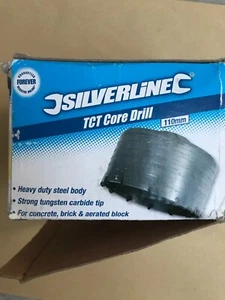 GUARANTEED
FOREVER
SILVERLINE
TCT Core Drill
110mm
• Heavy duty steel body
• Strong tungsten carbide tip
• For concrete, brick & aerated block